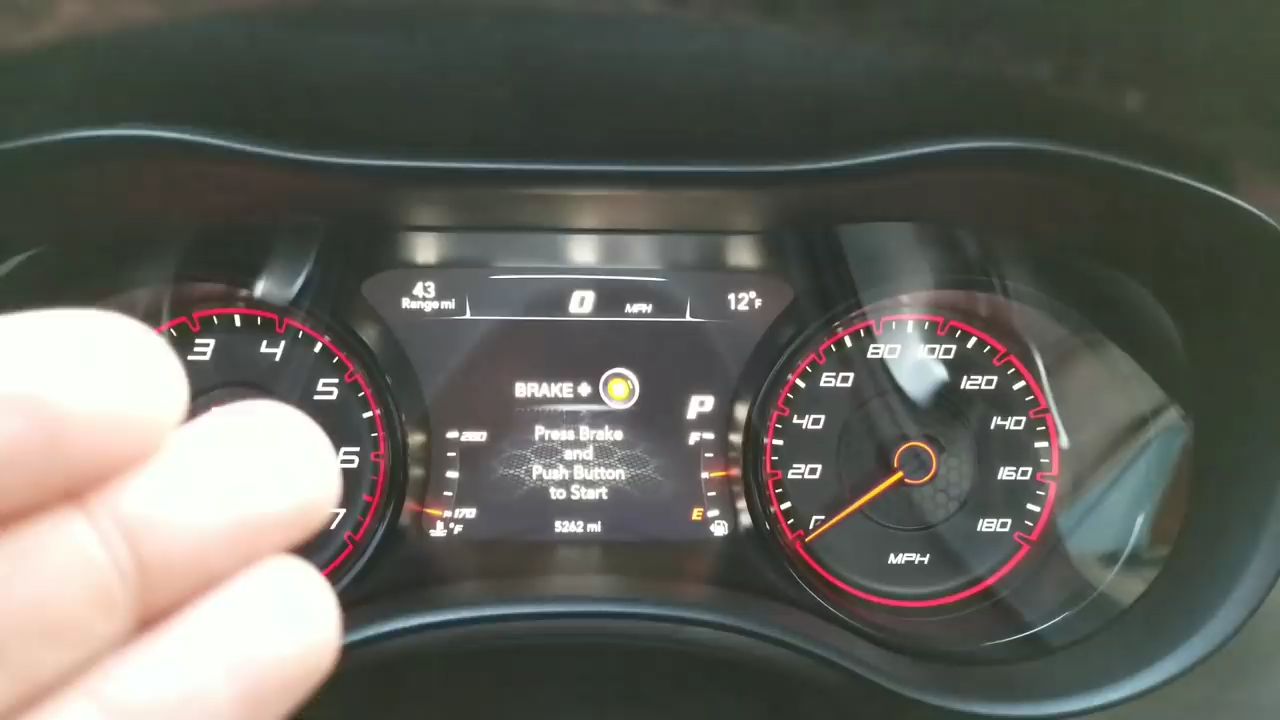 43
Range mi
0 MPH
12°F
BRAKE +
P
Press Brake
and
Push Button
to Start
5262 mi
260
170
°F
F
E
3
4
5
6
7
20
40
60
80
100
120
140
160
180
MPH